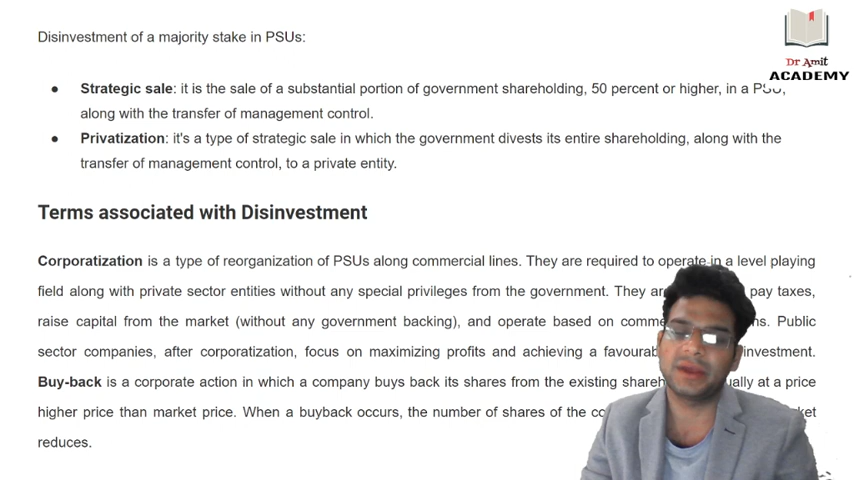 Disinvestment of a majority stake in PSUs:
Dr Amit
ACADEMY
● Strategic sale: it is the sale of a substantial portion of government shareholding, 50 percent or higher, in a PSU,
along with the transfer of management control.
● Privatization: it's a type of strategic sale in which the government divests its entire shareholding, along with the
transfer of management control, to a private entity.
Terms associated with Disinvestment
Corporatization is a type of reorganization of PSUs along commercial lines. They are required to operate in a level playing
field along with private sector entities without any special privileges from the government. They pay taxes,
raise capital from the market (without any government backing), and operate based on Public
sector companies, after corporatization, focus on maximizing profits and achieving a investment.
Buy-back is a corporate action in which a company buys back its shares from the existing at a price
higher price than market price. When a buyback occurs, the number of shares of the
reduces.